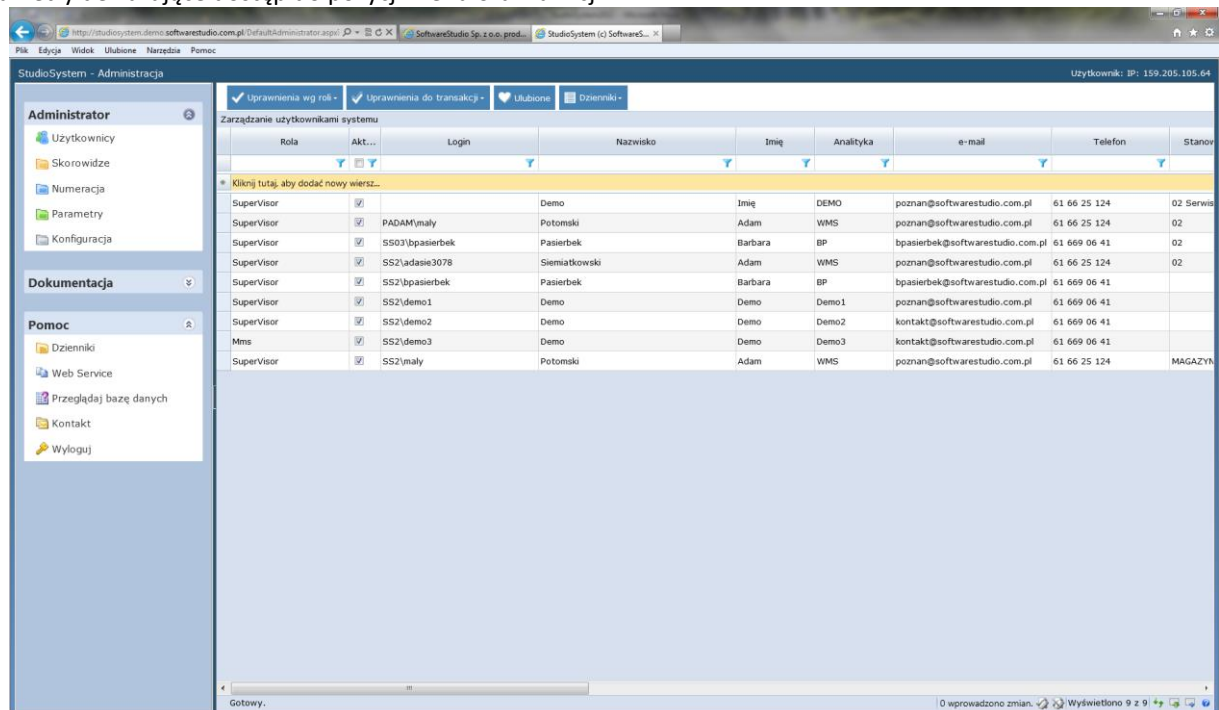 http://studiosystem.demo.softwarestudio.com.pl/DefaultAdministrator.aspx
SoftwareStudio Sp. z o.o. prod...
StudioSystem (c) SoftwareS...
Plik Edycja Widok Ulubione Narzędzia Pomoc
StudioSystem - Administracja
Użytkownik: IP: 159.205.105.64
Administrator
Użytkownicy
Skorowidze
Numeracja
Parametry
Konfiguracja
Dokumentacja
Pomoc
Dzienniki
Web Service
Przeglądaj bazę danych
Kontakt
Wyloguj
Uprawnienia wg roli
Uprawnienia do transakcji
Ulubione
Dzienniki
Zarządzanie użytkownikami systemu
Rola Akt... Login Nazwisko Imię Analityka e-mail Telefon Stanow
Kliknij tutaj, aby dodać nowy wiersz...
SuperVisor Demo Imię DEMO poznan@softwarestudio.com.pl 61 66 25 124 02 Serwis
SuperVisor PADAM\maly Potomski Adam WMS poznan@softwarestudio.com.pl 61 66 25 124 02
SuperVisor SS03\bpasierbek Pasierbek Barbara BP bpasierbek@softwarestudio.com.pl 61 669 06 41 02
SuperVisor SS2\adasie3078 Siemiatkowski Adam WMS poznan@softwarestudio.com.pl 61 66 25 124 02
SuperVisor SS2\bpasierbek Pasierbek Barbara BP bpasierbek@softwarestudio.com.pl 61 669 06 41
SuperVisor SS2\demo1 Demo Demo Demo1 poznan@softwarestudio.com.pl 61 669 06 41
SuperVisor SS2\demo2 Demo Demo Demo2 kontakt@softwarestudio.com.pl 61 669 06 41
Mms SS2\demo3 Demo Demo Demo3 kontakt@softwarestudio.com.pl 61 669 06 41
SuperVisor SS2\maly Potomski Adam WMS poznan@softwarestudio.com.pl 61 66 25 124 MAGAZYN
Gotowy.
0 wprowadzono zmian. Wyświetlono 9 z 9